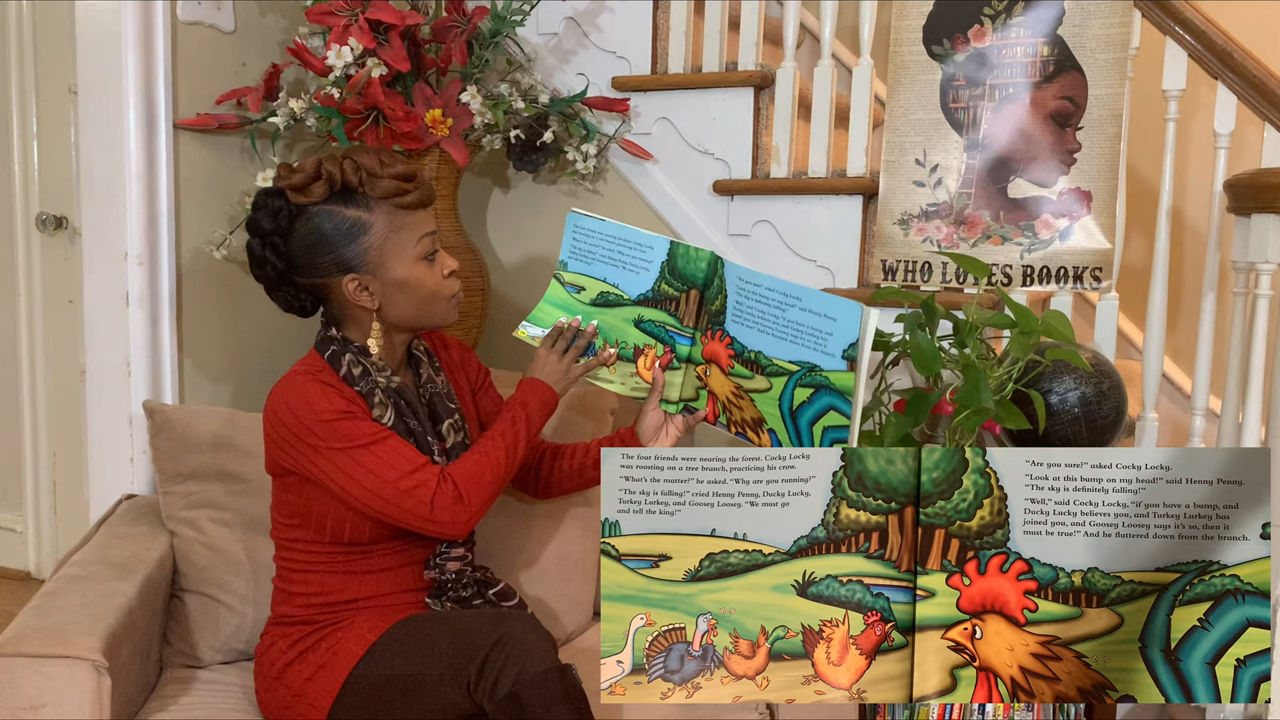 WHO LOVES BOOKS
The four friends were nearing the forest. Cocky Locky
was roosting on a tree branch, practicing his crow.
"What's the matter?" he asked. "Why are you running?"
"The sky is falling!" cried Henny Penny, Ducky Lucky,
Turkey Lurkey, and Goosey Loosey. "We must go
and tell the king!"
"Are you sure?" asked Cocky Locky.
"Look at this bump on my head!" said Henny Penny.
"The sky is definitely falling!"
"Well," said Cocky Locky, "if you have a bump, and
Ducky Lucky believes you, and Turkey Lurkey has
joined you, and Goosey Loosey says it's so, then it
must be true!" And he fluttered down from the branch.